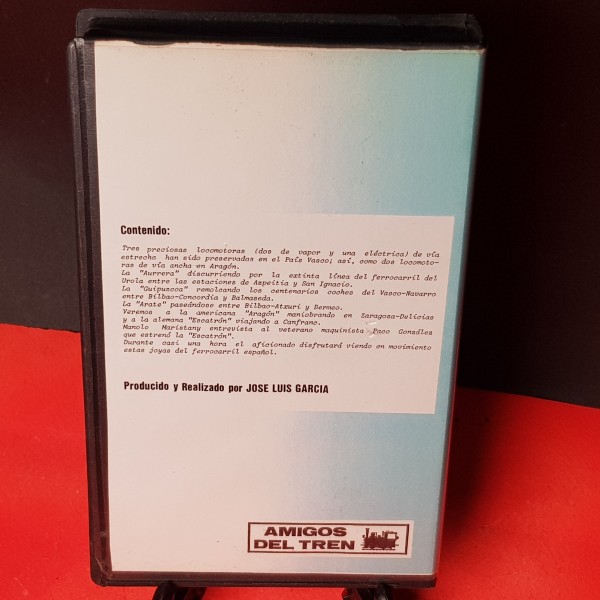 Contenido:
Tres preciosas locomotoras (dos de vapor y una eléctrica) de vía
estrecha han sido preservadas en el País Vasco; así, como dos locomoto-
ras de vía ancha en Aragón.
La "Aurrera" discurriendo por la extinta línea del ferrocarril del
Urola entre las estaciones de Azpeitia y San Ignacio.
La "Guipuzcoa" remolcando los centenarios coches del Vasco-Navarro
entre Bilbao-Concordia y Balmaseda.
La "Arate" paseándose entre Bilbao-Atxuri y Bermeo.
Veremos a la americana "Aragón" maniobrando en Zaragoza-Delicias
y a la alemana "Escatrón" viajando a Canfranc.
Manolo Maristany entrevista al veterano maquinista Paco González
que estrenó la "Escatrón".
Durante casi una hora el aficionado disfrutará viendo en movimiento
estas joyas del ferrocarril español.
Producido y Realizado por JOSE LUIS GARCIA
AMIGOS
DEL TREN